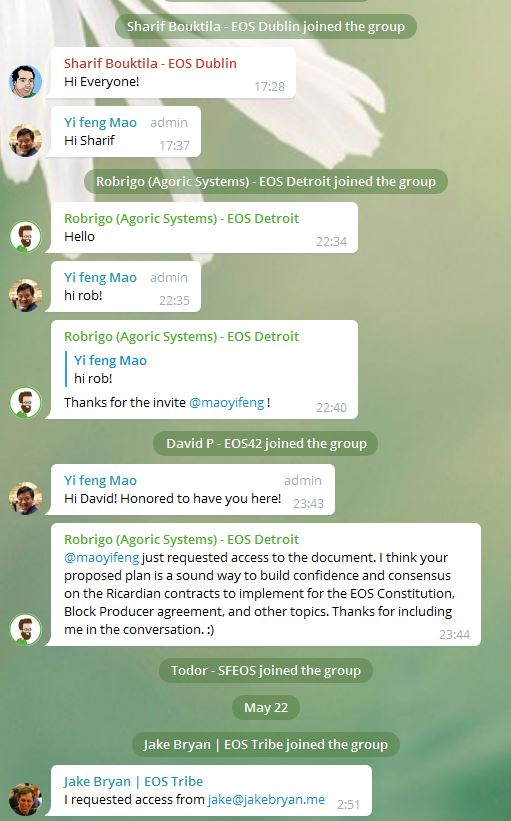 Sharif Bouktila - EOS Dublin joined the group
Sharif Bouktila - EOS Dublin
Hi Everyone!
17:28
Yi feng Mao admin
Hi Sharif
17:37
Robrigo (Agoric Systems) - EOS Detroit joined the group
Robrigo (Agoric Systems) - EOS Detroit
Hello
22:34
Yi feng Mao admin
hi rob!
22:35
Robrigo (Agoric Systems) - EOS Detroit
Yi feng Mao
hi rob!
Thanks for the invite @maoyifeng !
22:40
David P - EOS42 joined the group
Yi feng Mao admin
Hi David! Honored to have you here!
23:43
Robrigo (Agoric Systems) - EOS Detroit
@maoyifeng just requested access to the document. I think your
proposed plan is a sound way to build confidence and consensus
on the Ricardian contracts to implement for the EOS Constitution,
Block Producer agreement, and other topics. Thanks for including
me in the conversation. :)
23:44
Todor - SFEOS joined the group
May 22
Jake Bryan | EOS Tribe joined the group
Jake Bryan | EOS Tribe
I requested access from jake@jakebryan.me
2:51